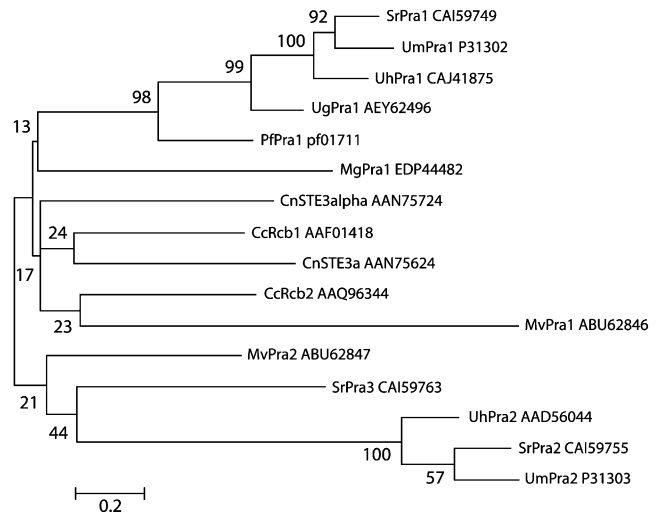 92
SrPra1 CAI59749
100
UmPra1 P31302
99
UhPra1 CAJ41875
98
UgPra1 AEY62496
13
PfPra1 pf01711
MgPra1 EDP44482
CnSTE3alpha AAN75724
24
CcRcb1 AAF01418
17
CnSTE3a AAN75624
CcRcb2 AAQ96344
23
MvPra1 ABU62846
MvPra2 ABU62847
21
SrPra3 CAI59763
44
UhPra2 AAD56044
100
SrPra2 CAI59755
57
UmPra2 P31303
0.2